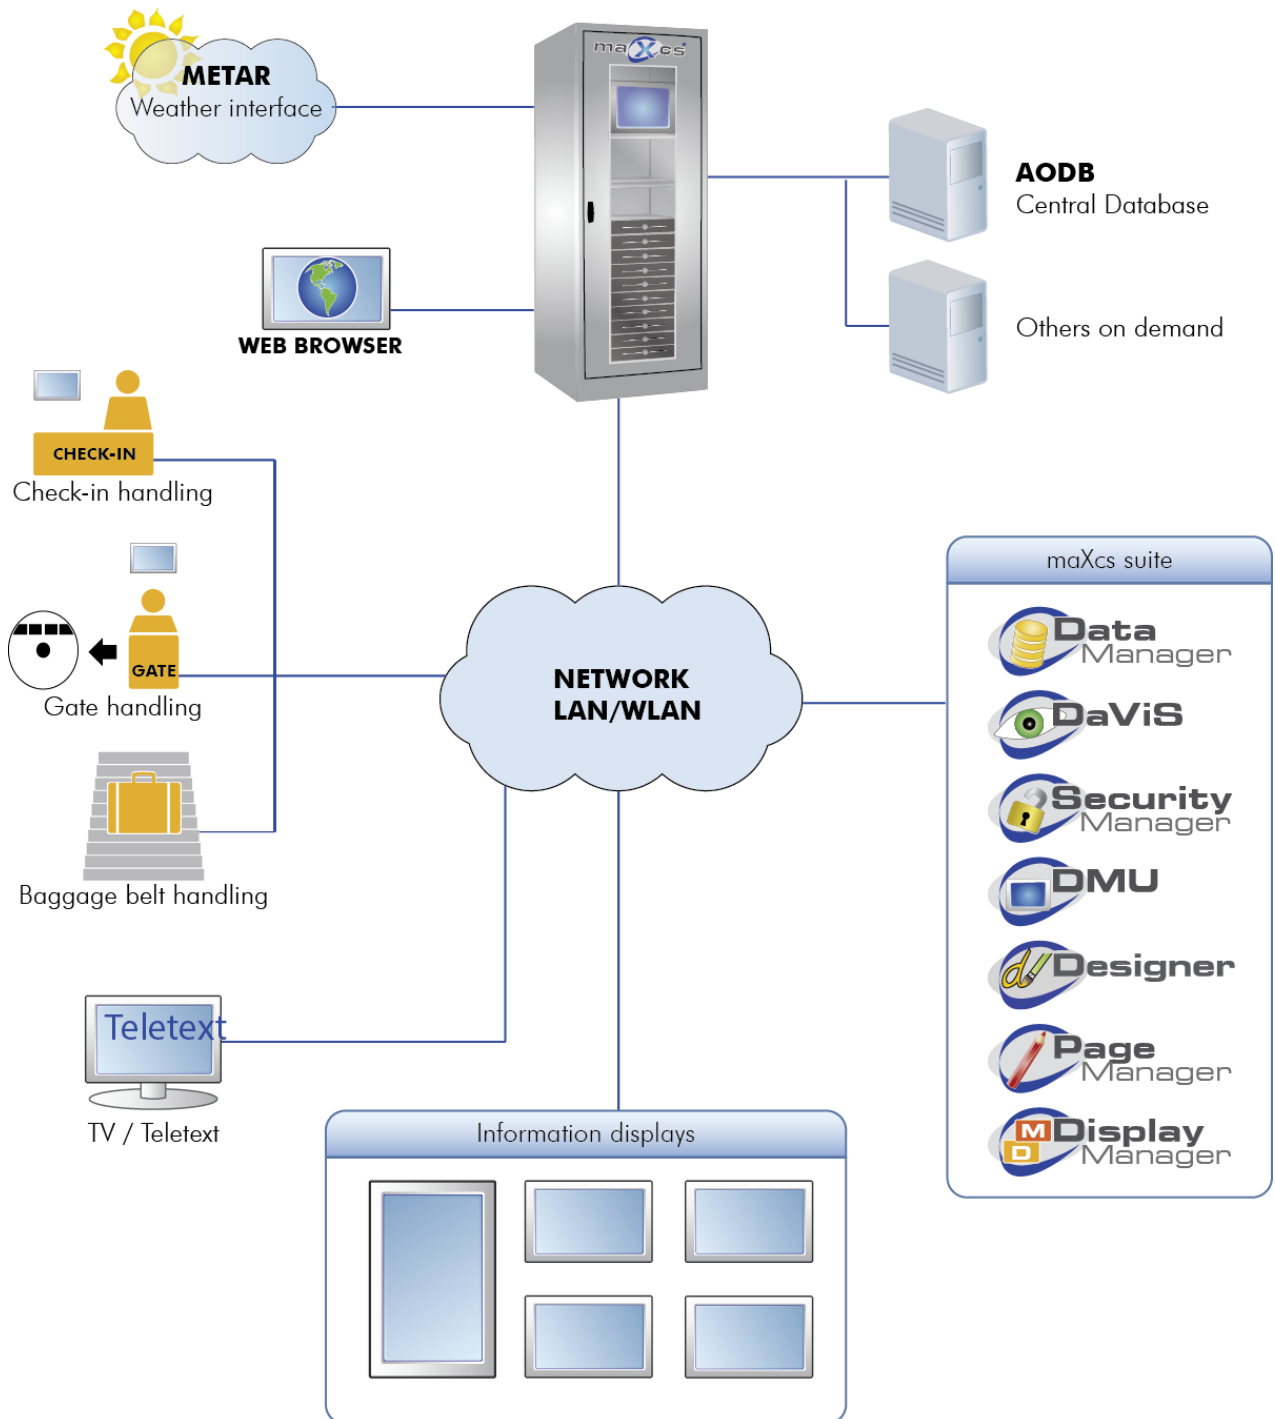 maXcs
METAR
Weather interface
AODB
Central Database
WEB BROWSER
Others on demand
CHECK-IN
Check-in handling
maXcs suite
GATE
Gate handling
NETWORK
LAN/WLAN
Data
Manager
DaViS
Security
Manager
DMU
d
Designer
Page
Manager
M
D
Display
Manager
Baggage belt handling
Teletext
TV / Teletext
Information displays